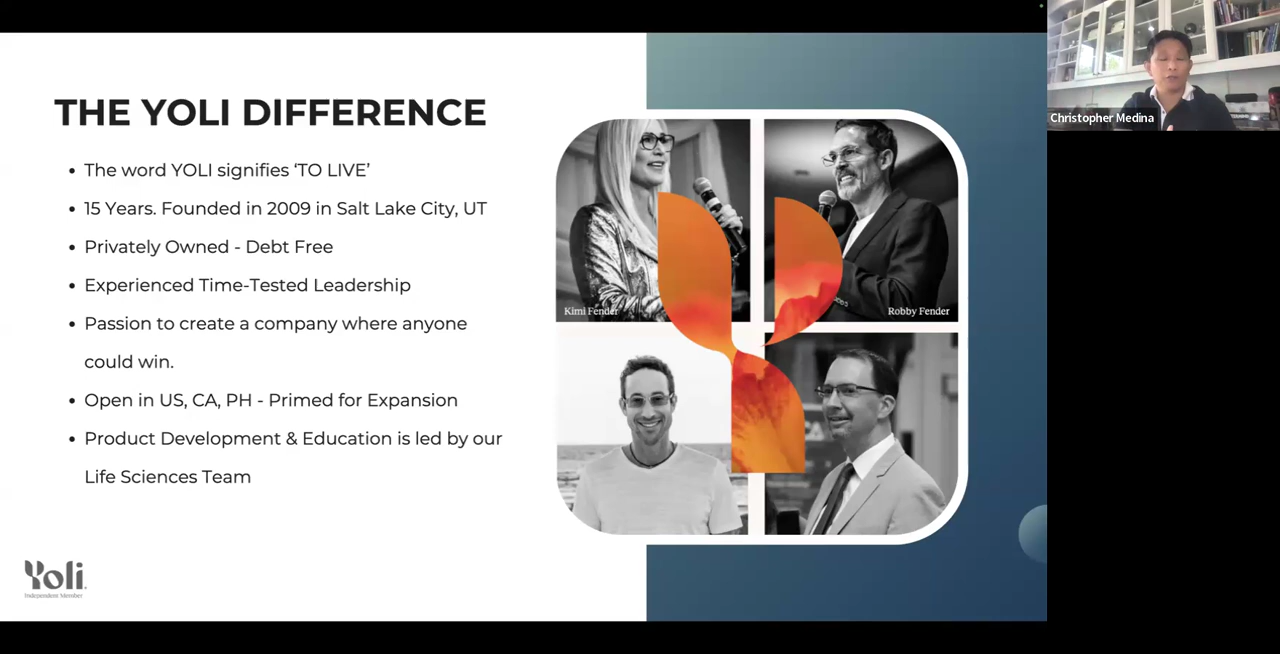 THE YOLI DIFFERENCE
• The word YOLI signifies ‘TO LIVE’
• 15 Years. Founded in 2009 in Salt Lake City, UT
• Privately Owned - Debt Free
• Experienced Time-Tested Leadership
• Passion to create a company where anyone
could win.
• Open in US, CA, PH - Primed for Expansion
• Product Development & Education is led by our
Life Sciences Team
Yoli
Independent Member
Kimi Fender
Robby Fender
Christopher Medina